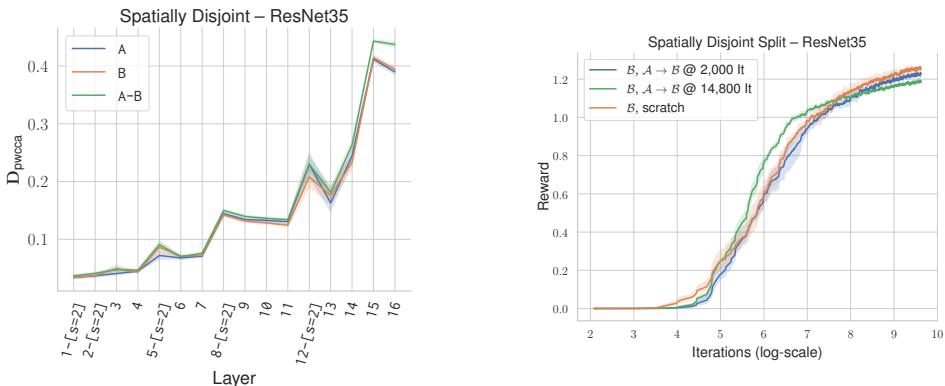 Spatially Disjoint – ResNet35
A
B
A–B
D_pwcca
0.4
0.3
0.2
0.1
1-[s=2]
2-[s=2]
3
4
5-[s=2]
6
7
8-[s=2]
9
10
11
12-[s=2]
13
14
15
16
Layer
Spatially Disjoint Split – ResNet35
B, A → B @ 2,000 It
B, A → B @ 14,800 It
B, scratch
Reward
1.2
1.0
0.8
0.6
0.4
0.2
0.0
2
3
4
5
6
7
8
9
10
Iterations (log-scale)